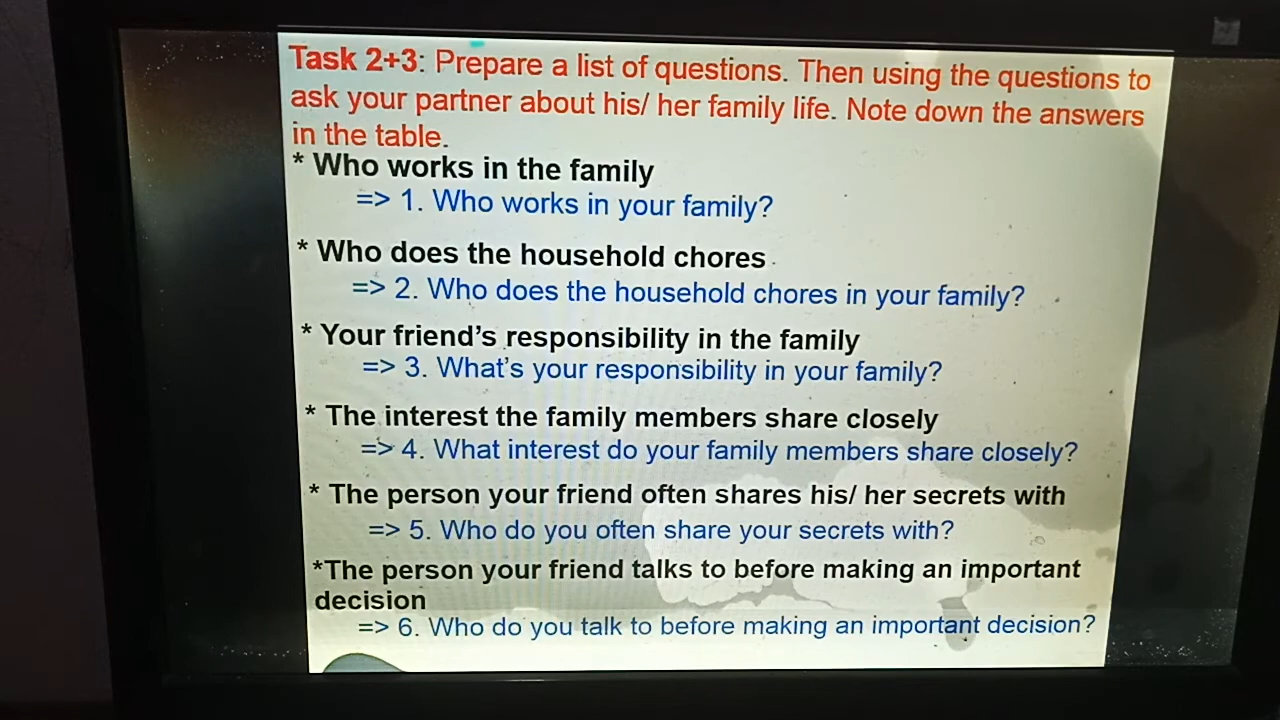 Task 2+3: Prepare a list of questions. Then using the questions to
ask your partner about his/ her family life. Note down the answers
in the table.
* Who works in the family
=> 1. Who works in your family?
* Who does the household chores
=> 2. Who does the household chores in your family?
* Your friend’s responsibility in the family
=> 3. What’s your responsibility in your family?
* The interest the family members share closely
=> 4. What interest do your family members share closely?
* The person your friend often shares his/ her secrets with
=> 5. Who do you often share your secrets with?
*The person your friend talks to before making an important
decision
=> 6. Who do you talk to before making an important decision?